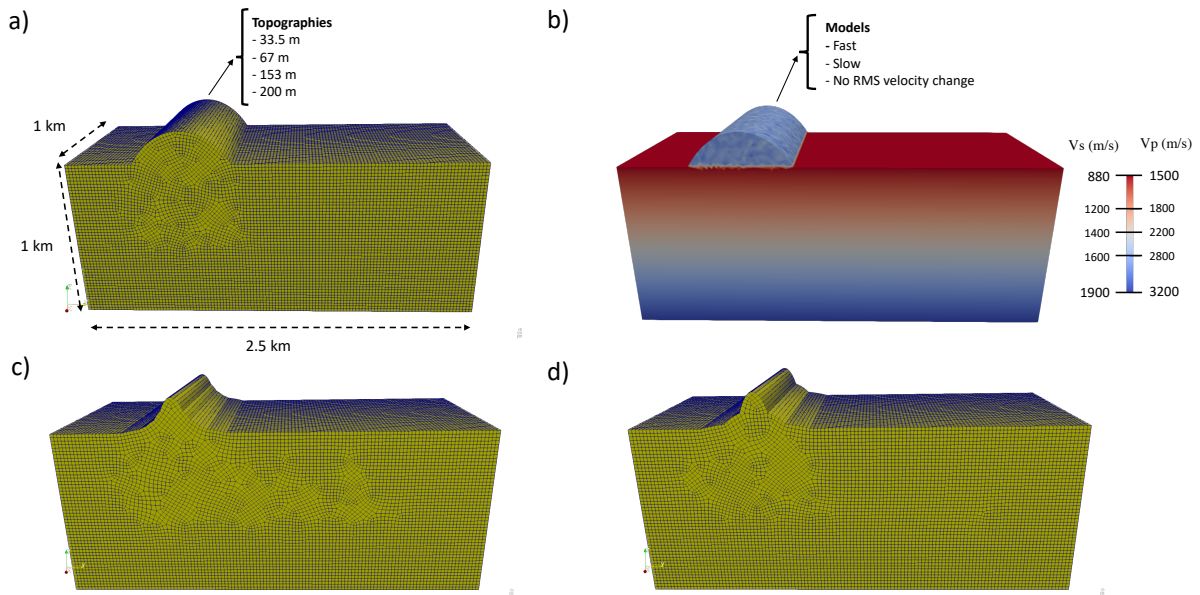 a)
Topographies
- 33.5 m
- 67 m
- 153 m
- 200 m
1 km
1 km
2.5 km
b)
Models
- Fast
- Slow
- No RMS velocity change
Vs (m/s) Vp (m/s)
880 1500
1200 1800
1400 2200
1600 2800
1900 3200
c)
d)